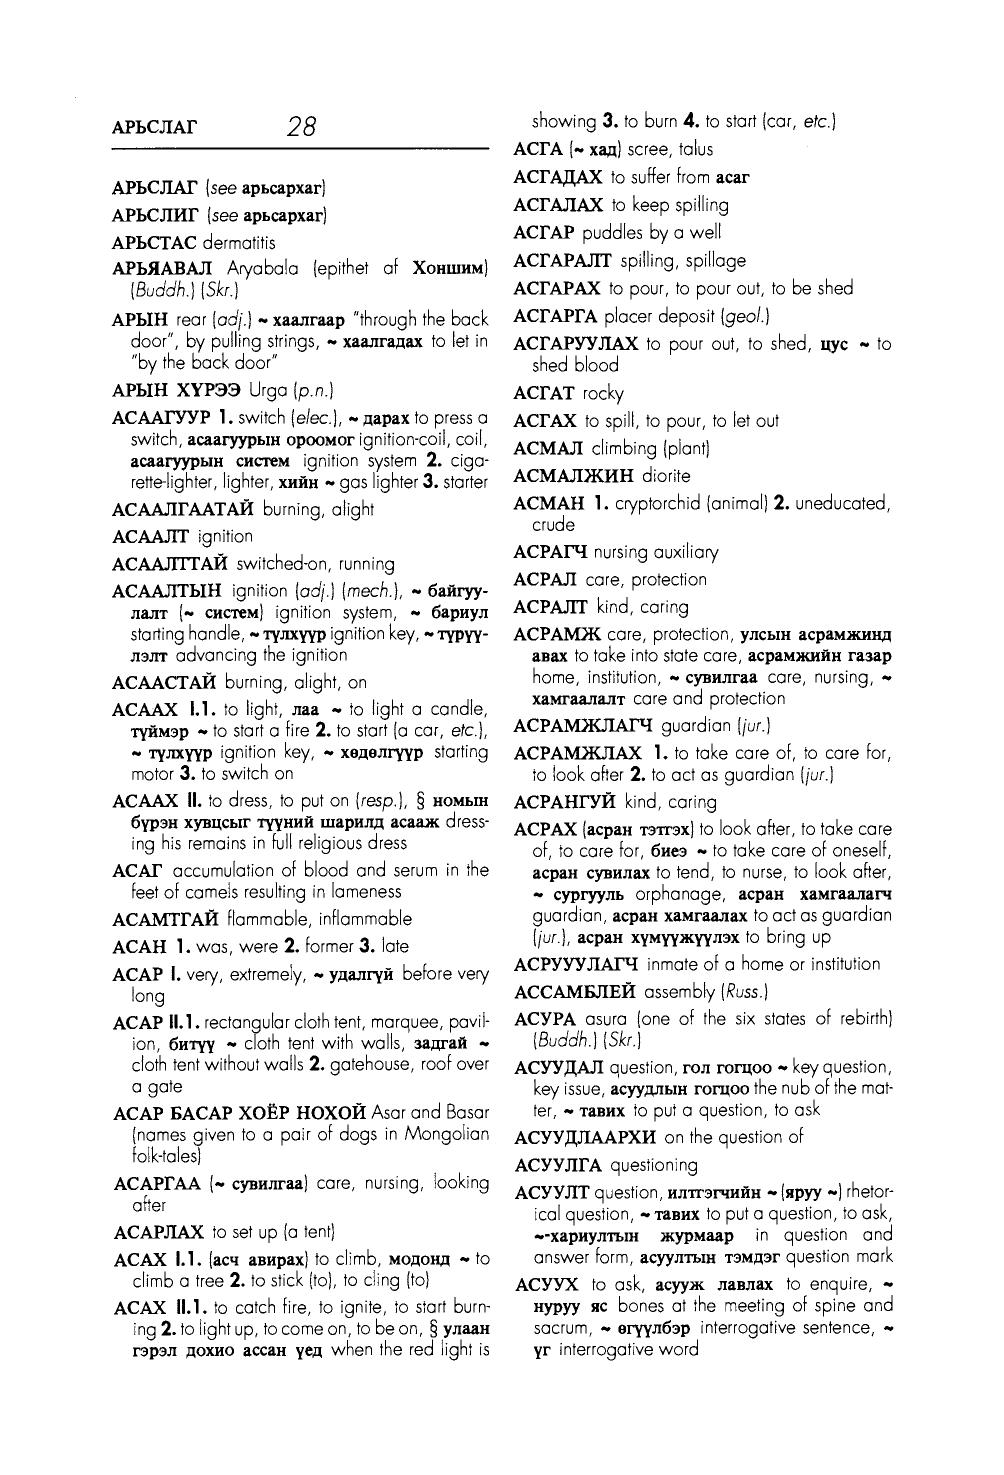 АРЬСЛАГ 28
АРЬСЛАГ (see арьсархаг)
АРЬСЛИГ (see арьсархаг)
АРЬСТАС dermatitis
АРЬЯАВАЛ Aryabala (epithet of Хоншим)
(Buddh.) (Skr.)
АРЫН rear (adj.) ~ хаалгаар "through the back
door", by pulling strings, ~ хаалгадах to let in
"by the back door"
АРЫН ХҮРЭЭ Urga (p.n.)
АСААГУУР 1. switch (elec.), ~ дарах to press a
switch, асаагуурын ороомог ignition-coil, coil,
асаагуурын систем ignition system 2. ciga-
rette-lighter, lighter, хийн ~ gas lighter 3. starter
АСААЛГААТАЙ burning, alight
АСААЛТ ignition
АСААЛТТАЙ switched-on, running
АСААЛТЫН ignition (adj.) (mech.), ~ байгуу-
лалт (~ систем) ignition system, ~ бариул
starting handle, ~ түлхүүр ignition key, ~ түрүү-
лэлт advancing the ignition
АСААСТАЙ burning, alight, on
АСААХ I.1. to light, лаа ~ to light a candle,
түймэр ~ to start a fire 2. to start (a car, etc.),
~ түлхүүр ignition key, ~ хөдөлгүүр starting
motor 3. to switch on
АСААХ II. to dress, to put on (resp.), § номын
бүрэн хувцсыг түүний шарилд асааж dress-
ing his remains in full religious dress
АСАГ accumulation of blood and serum in the
feet of camels resulting in lameness
АСАМТГАЙ flammable, inflammable
АСАН 1. was, were 2. former 3. late
АСАР I. very, extremely, ~ удалгүй before very
long
АСАР II.1. rectangular cloth tent, marquee, pavil-
ion, битүү ~ cloth tent with walls, задгай ~
cloth tent without walls 2. gatehouse, roof over
a gate
АСАР БАСАР ХОЁР НОХОЙ Asar and Basar
(names given to a pair of dogs in Mongolian
folk-tales)
АСАРГАА (~ сувилгаа) care, nursing, looking
after
АСАРЛАХ to set up (a tent)
АСАХ I.1. (асч авирах) to climb, модонд ~ to
climb a tree 2. to stick (to), to cling (to)
АСАХ II.1. to catch fire, to ignite, to start burn-
ing 2. to light up, to come on, to be on, § улаан
гэрэл дохио ассан үед when the red light is
showing 3. to burn 4. to start (car, etc.)
АСГА (~ хад) scree, talus
АСГАДАХ to suffer from асаг
АСГАЛАХ to keep spilling
АСГАР puddles by a well
АСГАРАЛТ spilling, spillage
АСГАРАХ to pour, to pour out, to be shed
АСГАРГА placer deposit (geol.)
АСГАРУУЛАХ to pour out, to shed, цус ~ to
shed blood
АСГАТ rocky
АСГАХ to spill, to pour, to let out
АСМАЛ climbing (plant)
АСМАЛЖИН diorite
АСМАН 1. cryptorchid (animal) 2. uneducated,
crude
АСРАГЧ nursing auxiliary
АСРАЛ care, protection
АСРАЛТ kind, caring
АСРАМЖ care, protection, улсын асрамжинд
авах to take into state care, асрамжийн газар
home, institution, ~ сувилгаа care, nursing, ~
хамгаалалт care and protection
АСРАМЖЛАГЧ guardian (jur.)
АСРАМЖЛАХ 1. to take care of, to care for,
to look after 2. to act as guardian (jur.)
АСРАНГУЙ kind, caring
АСРАХ (асран тэтгэх) to look after, to take care
of, to care for, биеэ ~ to take care of oneself,
асран сувилах to tend, to nurse, to look after,
~ сургууль orphanage, асран хамгаалагч
guardian, асран хамгаалах to act as guardian
(jur.), асран хүмүүжүүлэх to bring up
АСРУУУЛАГЧ inmate of a home or institution
АССАМБЛЕЙ assembly (Russ.)
АСУРА asura (one of the six states of rebirth)
(Buddh.) (Skr.)
АСУУДАЛ question, гол гогцоо ~ key question,
key issue, асуудлын гогцоо the nub of the mat-
ter, ~ тавих to put a question, to ask
АСУУДЛААРХИ on the question of
АСУУЛГА questioning
АСУУЛТ question, илтгэгчийн ~ (яруу ~) rhetor-
ical question, ~ тавих to put a question, to ask,
~-хариултын журмаар in question and
answer form, асуултын тэмдэг question mark
АСУУХ to ask, асууж лавлах to enquire, ~
нуруу яс bones at the meeting of spine and
sacrum, ~ өгүүлбэр interrogative sentence, ~
үг interrogative word